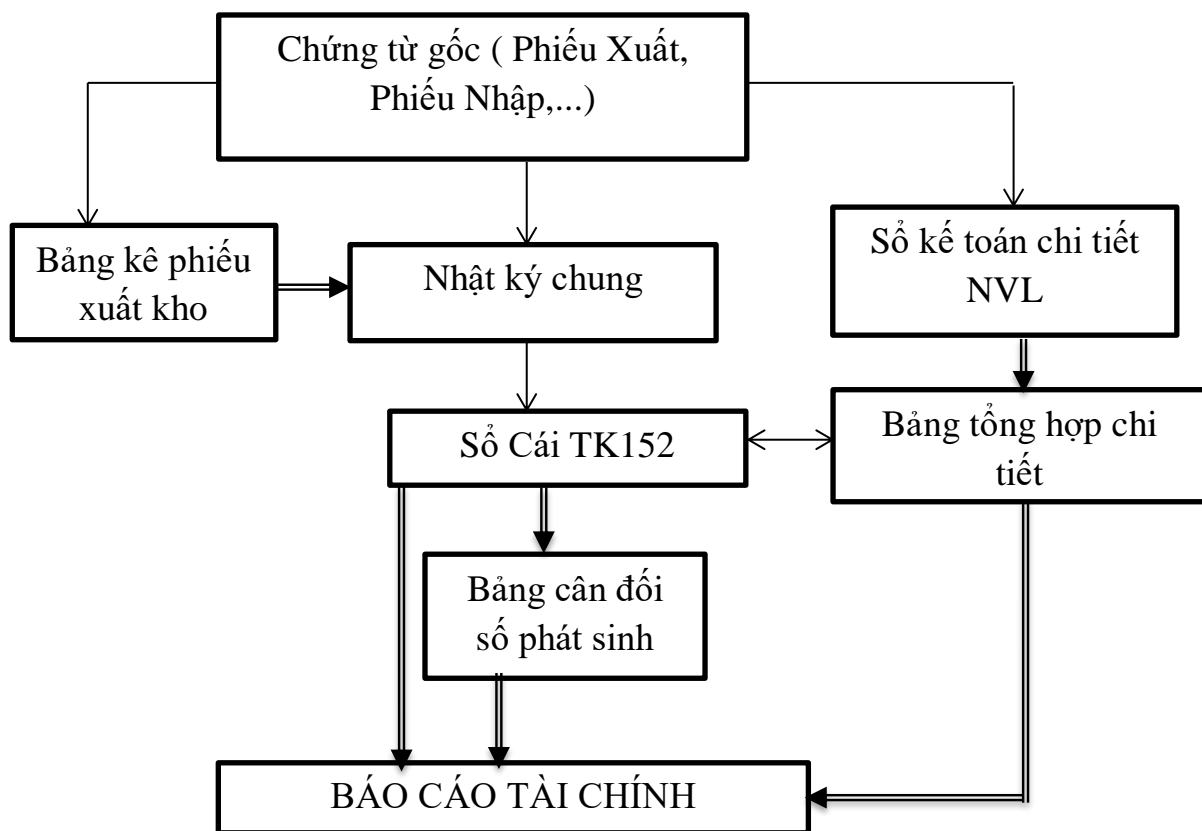 Chứng từ gốc ( Phiếu Xuất,
Phiếu Nhập,...)
Bảng kê phiếu
xuất kho
Nhật ký chung
Sổ kế toán chi tiết
NVL
Sổ Cái TK152
Bảng tổng hợp chi
tiết
Bảng cân đối
số phát sinh
BÁO CÁO TÀI CHÍNH